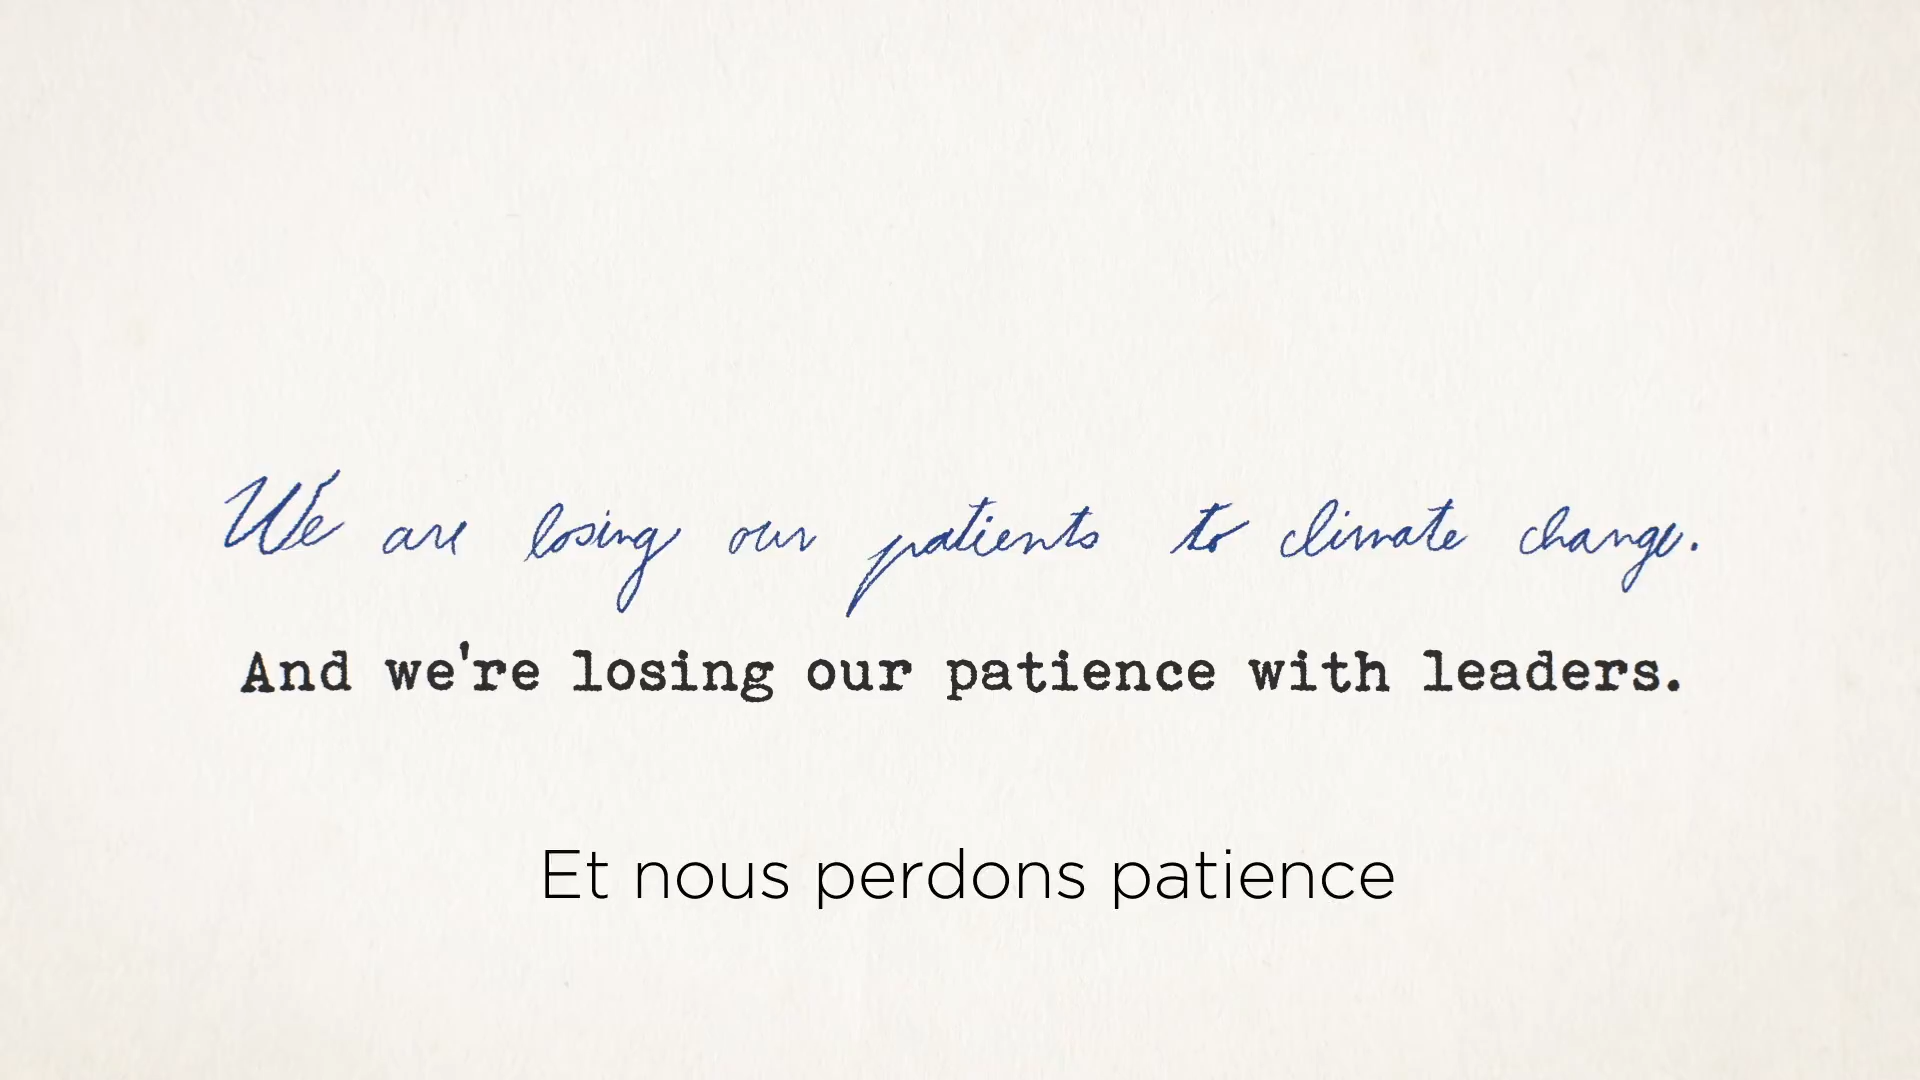 We are losing our patients to climate change.
And we're losing our patience with leaders.
Et nous perdons patience